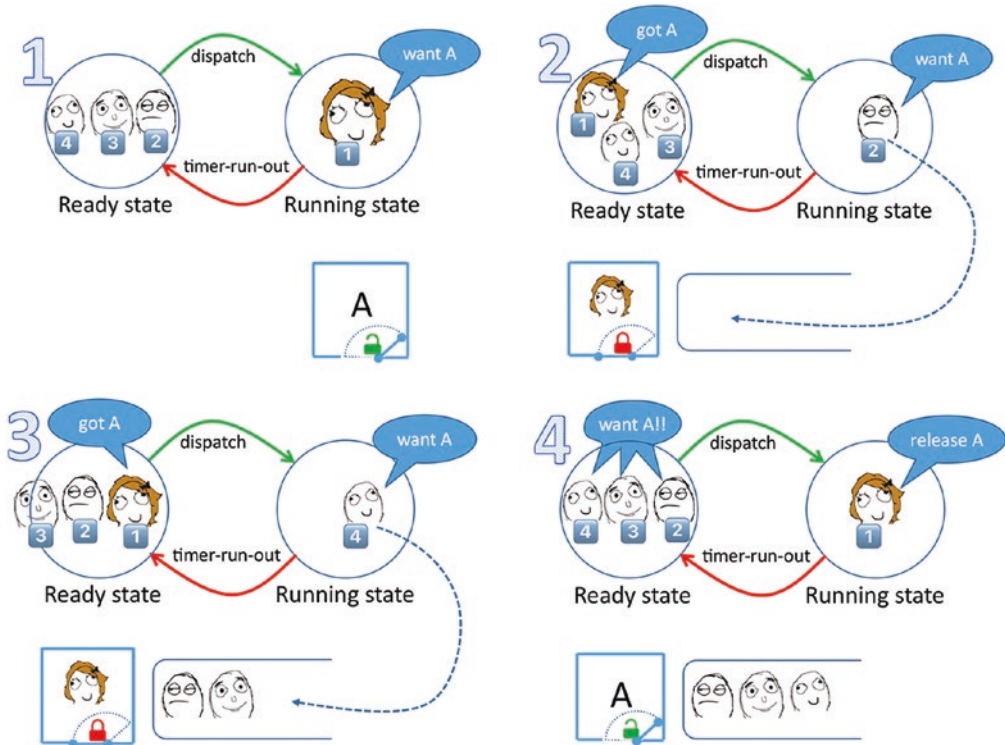 1
dispatch
want A
4
3
2
1
timer-run-out
Ready state
Running state
A
2
got A
dispatch
want A
1
3
4
2
timer-run-out
Ready state
Running state
3
got A
dispatch
want A
3
2
1
4
timer-run-out
Ready state
Running state
4
want A!!
dispatch
release A
4
3
2
1
timer-run-out
Ready state
Running state
A